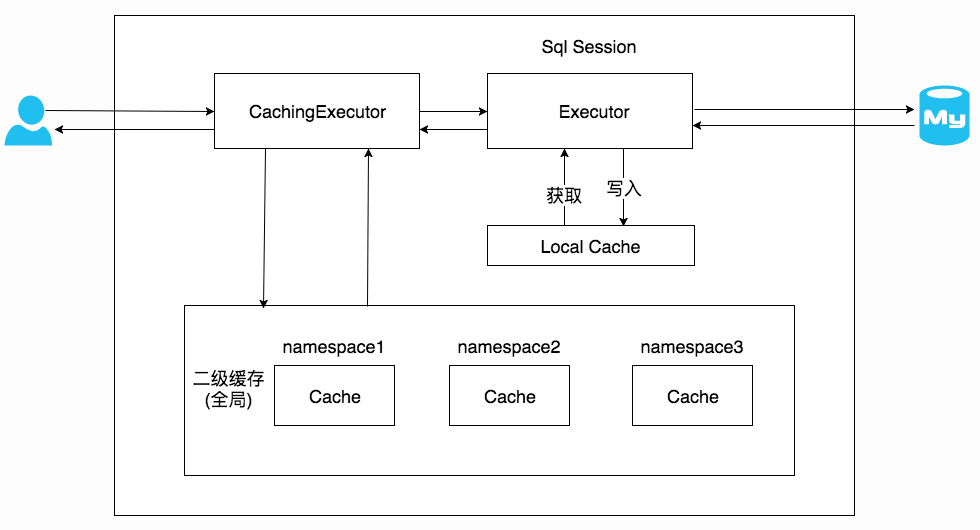 Sql Session
CachingExecutor
Executor
My
获取
写入
Local Cache
namespace1
namespace2
namespace3
二级缓存
(全局)
Cache
Cache
Cache